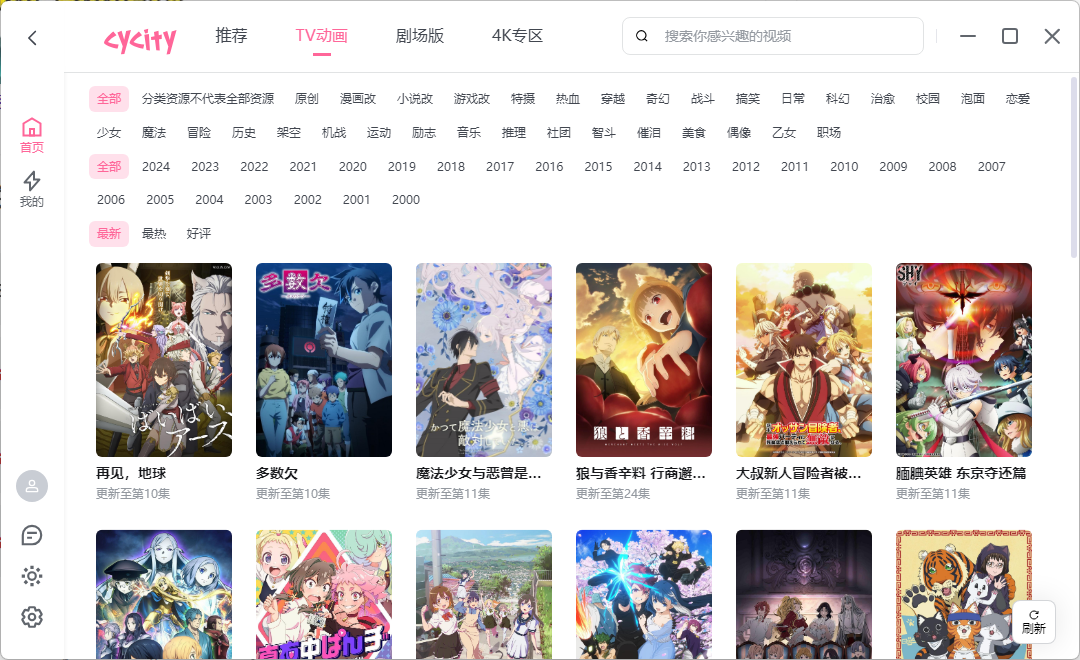 cycity 推荐 TV动画 剧场版 4K专区 搜索你感兴趣的视频
首页
我的
全部 分类资源不代表全部资源 原创 漫画改 小说改 游戏改 特摄 热血 穿越 奇幻 战斗 搞笑 日常 科幻 治愈 校园 泡面 恋爱
少女 魔法 冒险 历史 架空 机战 运动 励志 音乐 推理 社团 智斗 催泪 美食 偶像 乙女 职场
全部 2024 2023 2022 2021 2020 2019 2018 2017 2016 2015 2014 2013 2012 2011 2010 2009 2008 2007
2006 2005 2004 2003 2002 2001 2000
最新 最热 好评
ばいばい、
アース
多数欠
かつて魔法少女と悪は
敵対していた。
狼と香辛料
オッサン冒険者、
SHY
再见，地球 多数欠 魔法少女与恶曾是... 狼与香辛料 行商邂... 大叔新人冒险者被... 腼腆英雄 东京夺还篇
更新至第10集 更新至第10集 更新至第11集 更新至第24集 更新至第11集 更新至第11集
刷新